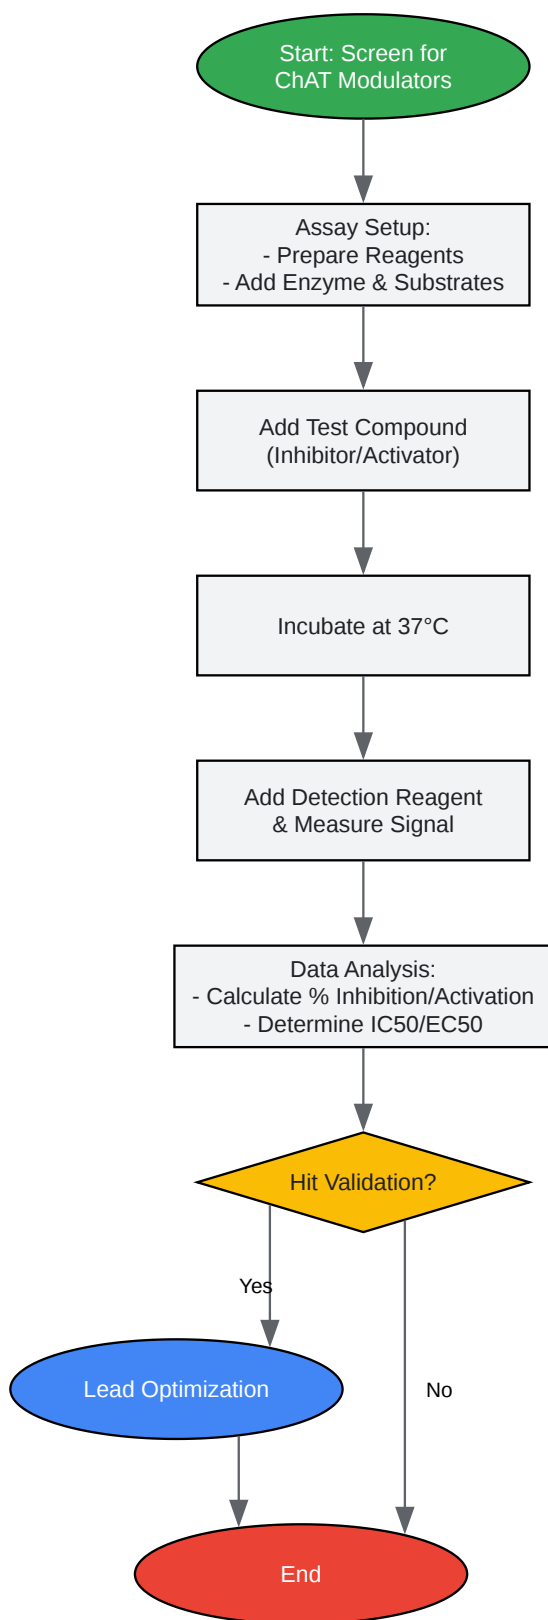 Start: Screen for
ChAT Modulators
Assay Setup:
- Prepare Reagents
- Add Enzyme & Substrates
Add Test Compound
(Inhibitor/Activator)
Incubate at 37°C
Add Detection Reagent
& Measure Signal
Data Analysis:
- Calculate % Inhibition/Activation
- Determine IC50/EC50
Hit Validation?
Yes
Lead Optimization
No
End